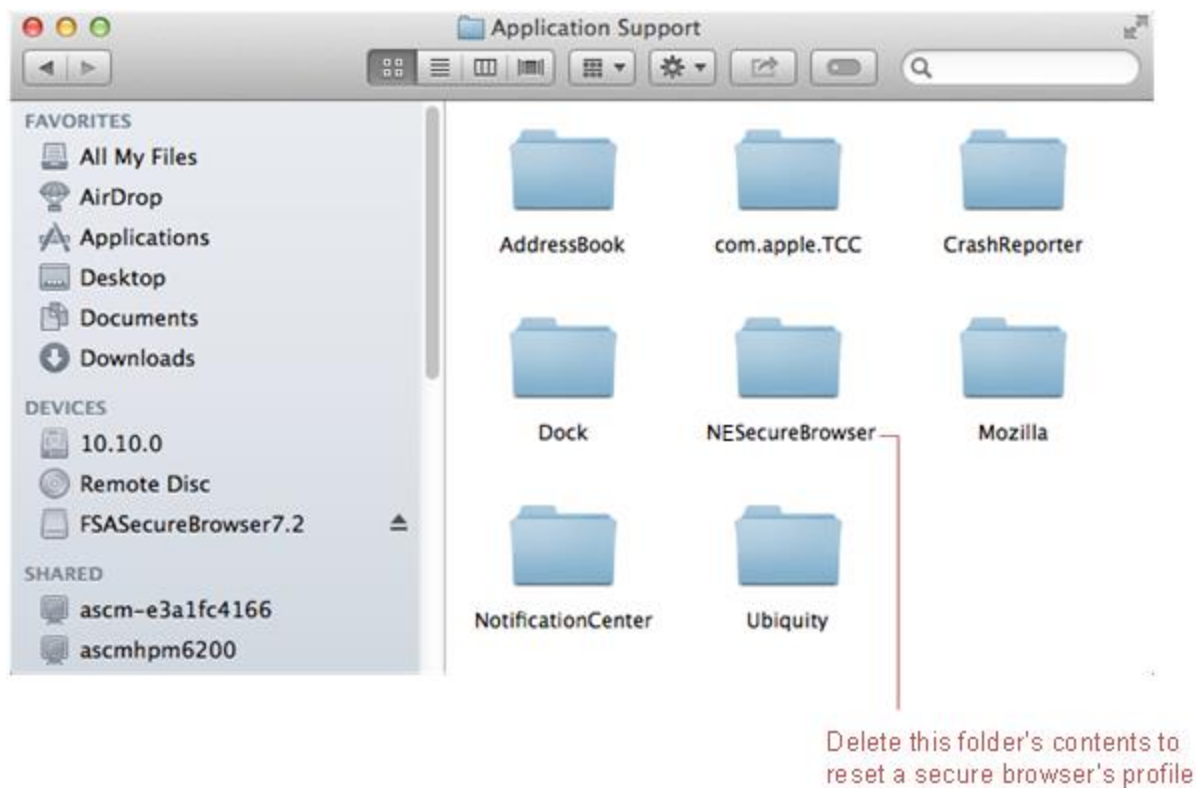 Application Support
FAVORITES
All My Files
AirDrop
Applications
Desktop
Documents
Downloads
DEVICES
10.10.0
Remote Disc
FSASecureBrowser7.2
SHARED
ascm-e3a1fc4166
ascmhpm6200
AddressBook
com.apple.TCC
CrashReporter
Dock
NESecureBrowser
Mozilla
NotificationCenter
Ubiquity
Delete this folder's contents to
reset a secure browser's profile